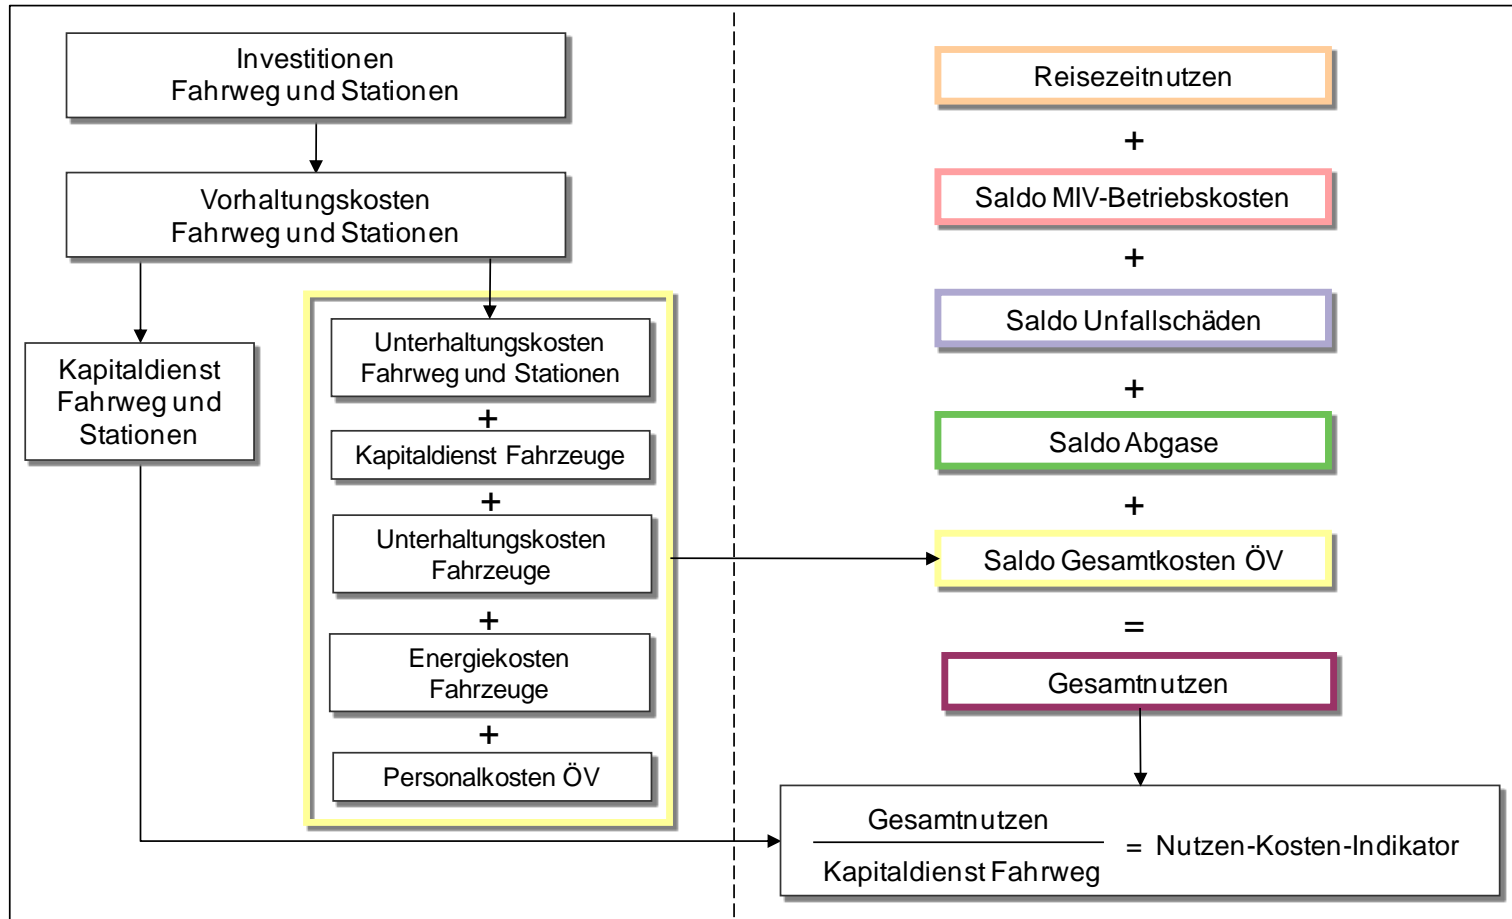 Investitionen
Fahrweg und Stationen
Vorhaltungskosten
Fahrweg und Stationen
Kapitaldienst
Fahrweg und
Stationen
Unterhaltungskosten
Fahrweg und Stationen
+
Kapitaldienst Fahrzeuge
+
Unterhaltungskosten
Fahrzeuge
+
Energiekosten
Fahrzeuge
+
Personalkosten ÖV
Reisezeitnutzen
+
Saldo MIV-Betriebskosten
+
Saldo Unfallschäden
+
Saldo Abgase
+
Saldo Gesamtkosten ÖV
=
Gesamtnutzen
Gesamtnutzen
Kapitaldienst Fahrweg
= Nutzen-Kosten-Indikator